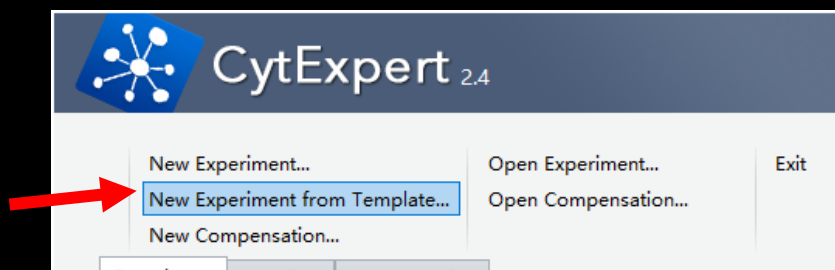 CytExpert 2.4
New Experiment... Open Experiment... Exit
New Experiment from Template... Open Compensation...
New Compensation...